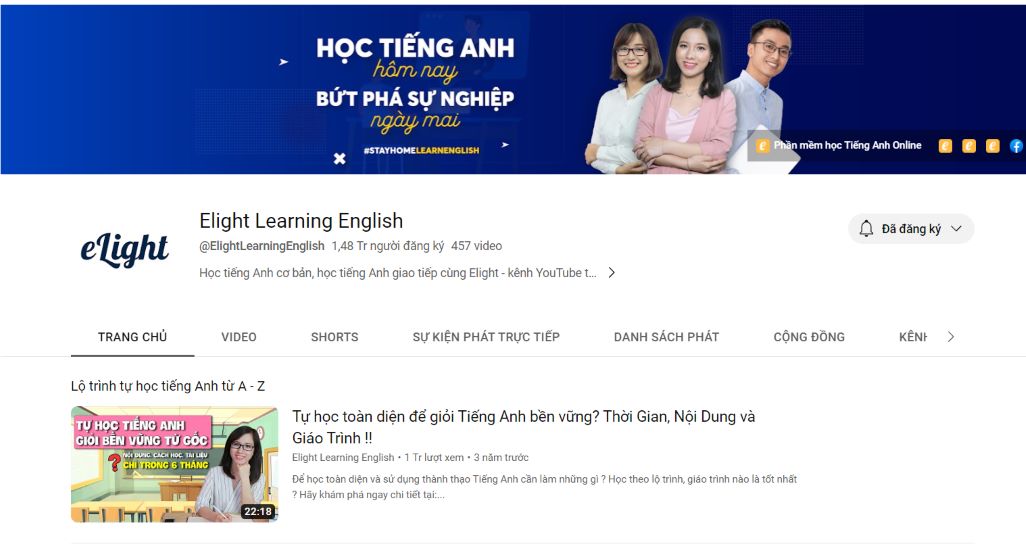 HỌC TIẾNG ANH
hôm nay
BỨT PHÁ SỰ NGHIỆP
ngày mai
#STAYHOMELEARNENGLISH
Phần mềm học Tiếng Anh Online
eLight
Elight Learning English
@ElightLearningEnglish 1,48 Tr người đăng ký 457 video
Học tiếng Anh cơ bản, học tiếng Anh giao tiếp cùng Elight - kênh YouTube t...
Đã đăng ký
TRANG CHỦ VIDEO SHORTS SỰ KIỆN PHÁT TRỰC TIẾP DANH SÁCH PHÁT CỘNG ĐỒNG KÊNH
Lộ trình tự học tiếng Anh từ A - Z
TỰ HỌC TIẾNG ANH
GIỎI BỀN VỮNG TỪ GỐC
NỘI DUNG, CÁCH HỌC, TÀI LIỆU
CHỈ TRONG 6 THÁNG
22:18
Tự học toàn diện để giỏi Tiếng Anh bền vững? Thời Gian, Nội Dung và
Giáo Trình !!
Elight Learning English • 1 Tr lượt xem • 3 năm trước
Để học toàn diện và sử dụng thành thạo Tiếng Anh cần làm những gì ? Học theo lộ trình, giáo trình nào là tốt nhất
? Hãy khám phá ngay chi tiết tại:...